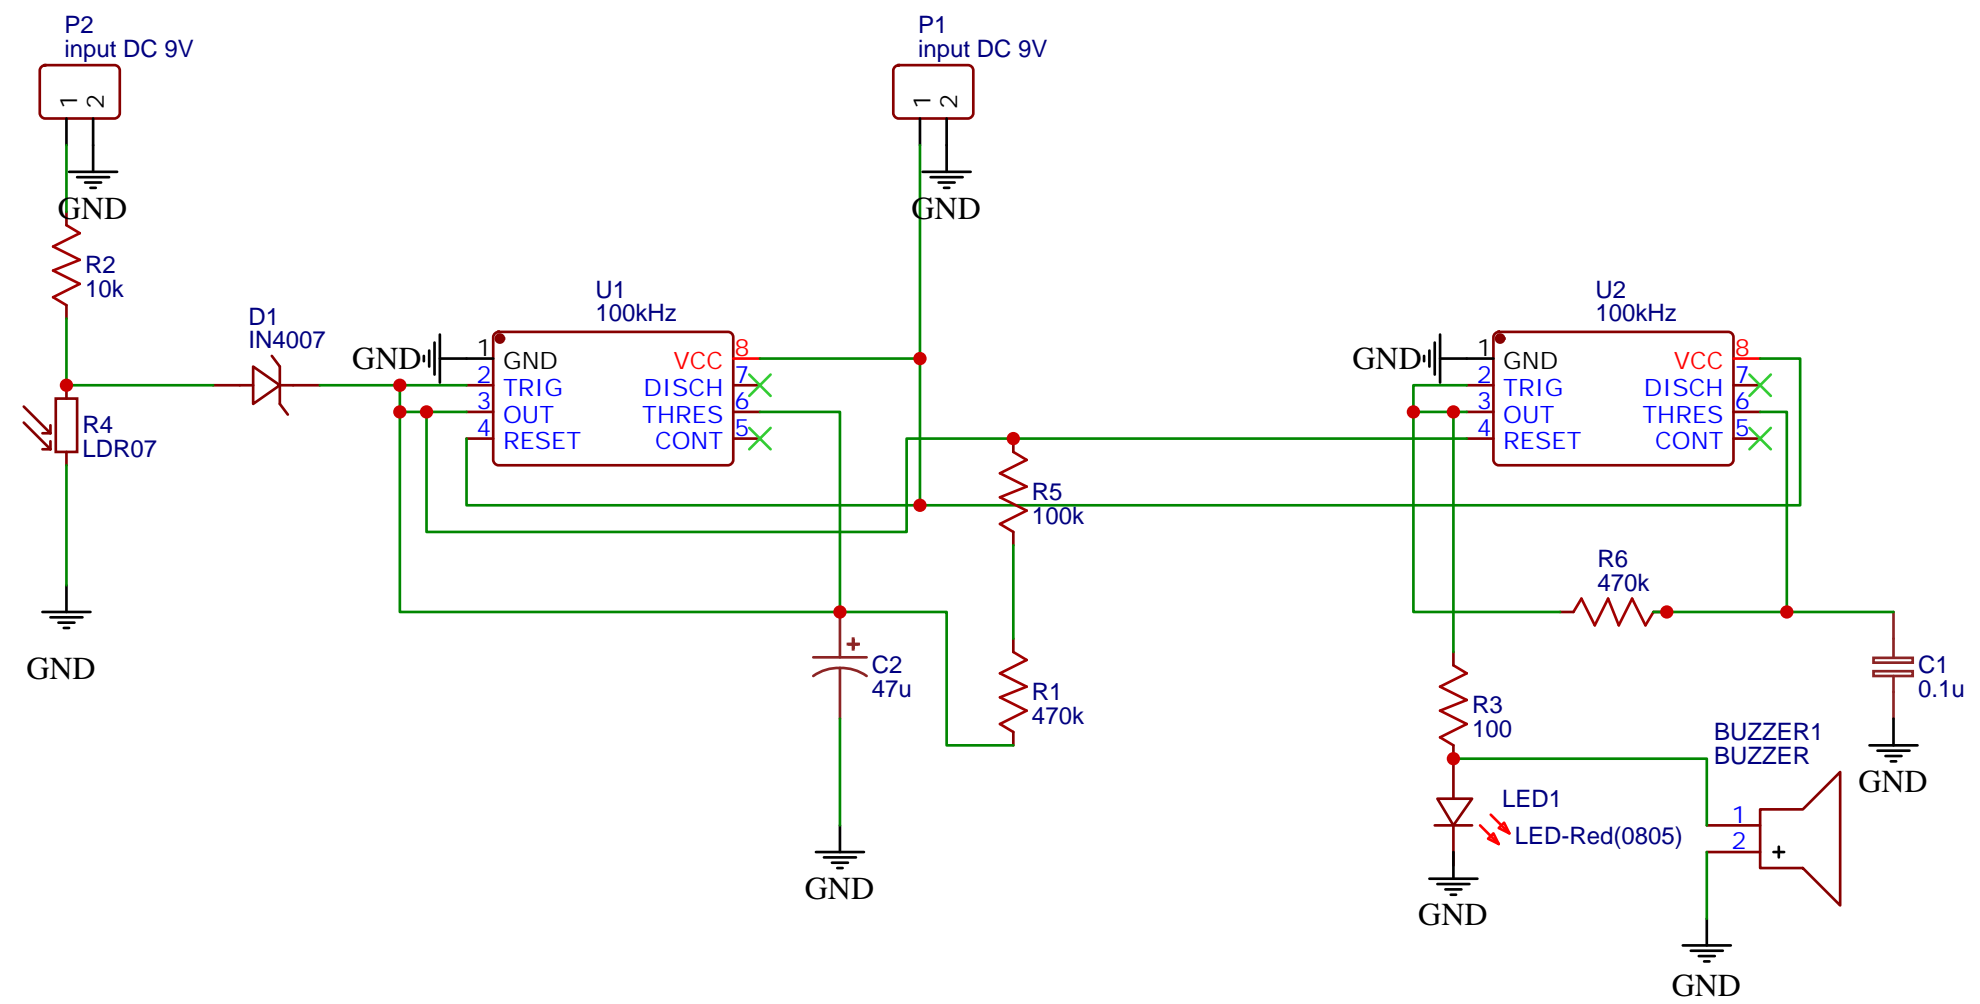 P2
input DC 9V
1
2
GND
R2
10k
D1
IN4007
R4
LDR07
GND
P1
input DC 9V
1
2
GND
U1
100kHz
GND
1
GND
2
TRIG
3
OUT
4
RESET
VCC
8
DISCH
7
THRES
6
CONT
5
R5
100k
C2
47u
GND
R1
470k
U2
100kHz
GND
1
GND
2
TRIG
3
OUT
4
RESET
VCC
8
DISCH
7
THRES
6
CONT
5
R6
470k
C1
0.1u
GND
R3
100
LED1
LED-Red(0805)
GND
BUZZER1
BUZZER
1
2
+
GND